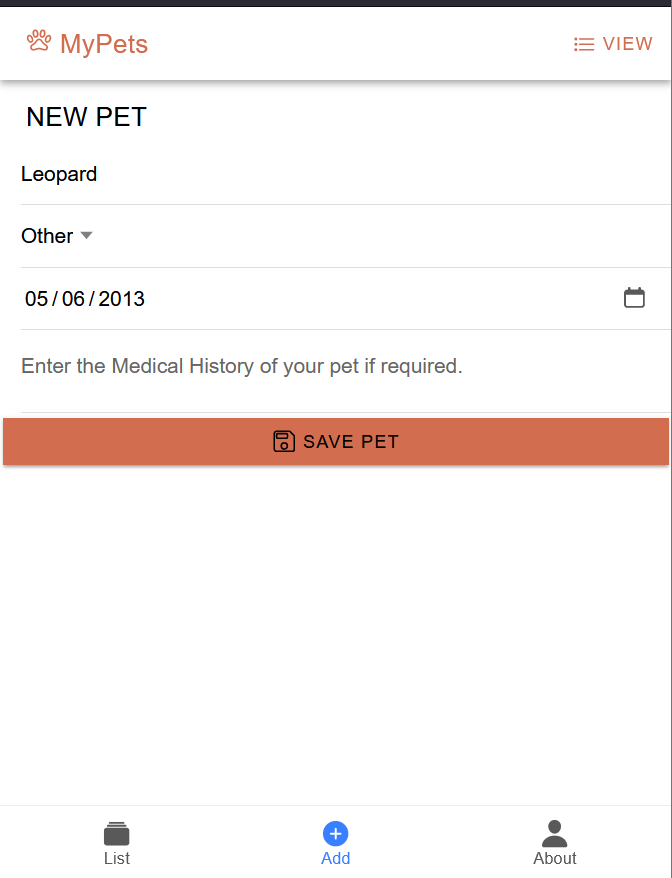 MyPets VIEW
NEW PET
Leopard
Other
05/06/2013
Enter the Medical History of your pet if required.
SAVE PET
List Add About